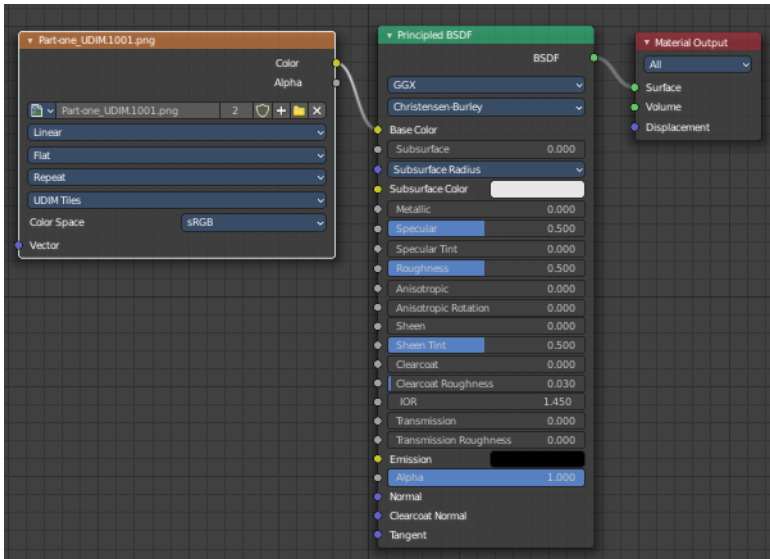 Part-one_UDIM.1001.png
Color
Alpha
Part-one_UDIM.1001.png 2
Linear
Flat
Repeat
UDIM Tiles
Color Space sRGB
Vector
Principled BSDF
BSDF
GGX
Christensen-Burley
Base Color
Subsurface 0.000
Subsurface Radius
Subsurface Color
Metallic 0.000
Specular 0.500
Specular Tint 0.000
Roughness 0.500
Anisotropic 0.000
Anisotropic Rotation 0.000
Sheen 0.000
Sheen Tint 0.500
Clearcoat 0.000
Clearcoat Roughness 0.030
IOR 1.450
Transmission 0.000
Transmission Roughness 0.000
Emission
Alpha 1.000
Normal
Clearcoat Normal
Tangent
Material Output
All
Surface
Volume
Displacement